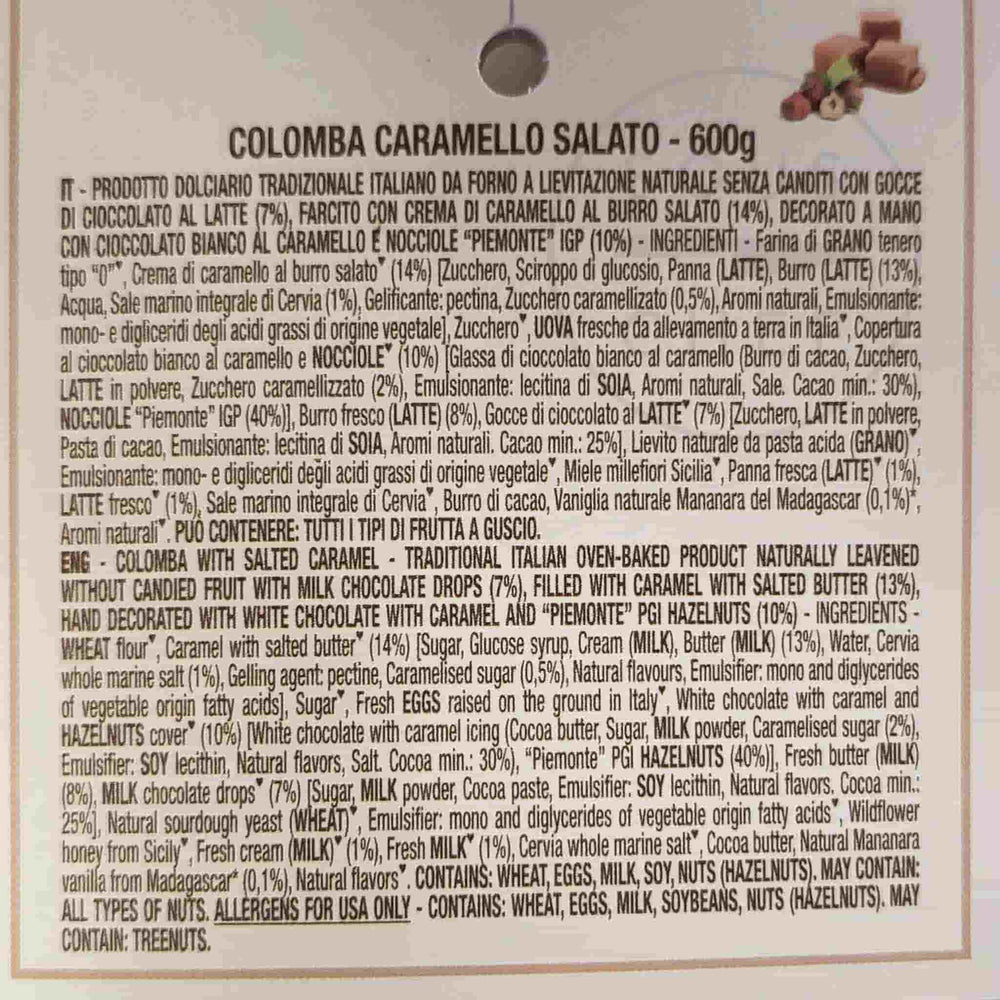 COLOMBA CARAMELLO SALATO - 600g
IT - PRODOTTO DOLCIARIO TRADIZIONALE ITALIANO DA FORNO A LIEVITAZIONE NATURALE SENZA CANDITI CON GOCCE
DI CIOCCOLATO AL LATTE (7%), FARCITO CON CREMA DI CARAMELLO AL BURRO SALATO (14%), DECORATO A MANO
CON CIOCCOLATO BIANCO AL CARAMELLO E NOCCIOLE “PIEMONTE” IGP (10%) - INGREDIENTI - Farina di GRANO tenero
tipo “0”▼, Crema di caramello al burro salato▼ (14%) [Zucchero, Sciroppo di glucosio, Panna (LATTE), Burro (LATTE) (13%),
Acqua, Sale marino integrale di Cervia (1%), Gelificante: pectina, Zucchero caramellizato (0,5%), Aromi naturali, Emulsionante:
mono- e digliceridi degli acidi grassi di origine vegetale], Zucchero▼, UOVA fresche da allevamento a terra in Italia▼, Copertura
al cioccolato bianco al caramello e NOCCIOLE▼ (10%) [Glassa di cioccolato bianco al caramello (Burro di cacao, Zucchero,
LATTE in polvere, Zucchero caramellizzato (2%), Emulsionante: lecitina di SOIA, Aromi naturali, Sale. Cacao min.: 30%),
NOCCIOLE “Piemonte” IGP (40%)], Burro fresco (LATTE) (8%), Gocce di cioccolato al LATTE▼ (7%) [Zucchero, LATTE in polvere,
Pasta di cacao, Emulsionante: lecitina di SOIA, Aromi naturali. Cacao min.: 25%], Lievito naturale da pasta acida (GRANO)▼,
Emulsionante: mono- e digliceridi degli acidi grassi di origine vegetale▼, Miele millefiori Sicilia▼, Panna fresca (LATTE)▼ (1%),
LATTE fresco▼ (1%), Sale marino integrale di Cervia▼, Burro di cacao, Vaniglia naturale Mananara del Madagascar (0,1%)*,
Aromi naturali▼. PUÒ CONTENERE: TUTTI I TIPI DI FRUTTA A GUSCIO.
ENG - COLOMBA WITH SALTED CARAMEL - TRADITIONAL ITALIAN OVEN-BAKED PRODUCT NATURALLY LEAVENED
WITHOUT CANDIED FRUIT WITH MILK CHOCOLATE DROPS (7%), FILLED WITH CARAMEL WITH SALTED BUTTER (13%),
HAND DECORATED WITH WHITE CHOCOLATE WITH CARAMEL AND “PIEMONTE” PGI HAZELNUTS (10%) - INGREDIENTS -
WHEAT flour▼, Caramel with salted butter▼ (14%) [Sugar, Glucose syrup, Cream (MILK), Butter (MILK) (13%), Water, Cervia
whole marine salt (1%), Gelling agent: pectine, Caramelised sugar (0,5%), Natural flavours, Emulsifier: mono and diglycerides
of vegetable origin fatty acids], Sugar▼, Fresh EGGS raised on the ground in Italy▼, White chocolate with caramel and
HAZELNUTS cover▼ (10%) [White chocolate with caramel icing (Cocoa butter, Sugar, MILK powder, Caramelised sugar (2%),
Emulsifier: SOY lecithin, Natural flavors, Salt. Cocoa min.: 30%), “Piemonte” PGI HAZELNUTS (40%)], Fresh butter (MILK)
(8%), MILK chocolate drops▼ (7%) [Sugar, MILK powder, Cocoa paste, Emulsifier: SOY lecithin, Natural flavors. Cocoa min.:
25%], Natural sourdough yeast (WHEAT)▼, Emulsifier: mono and diglycerides of vegetable origin fatty acids▼, Wildflower
honey from Sicily▼, Fresh cream (MILK)▼ (1%), Fresh MILK▼ (1%), Cervia whole marine salt▼, Cocoa butter, Natural Mananara
vanilla from Madagascar* (0,1%), Natural flavors▼. CONTAINS: WHEAT, EGGS, MILK, SOY, NUTS (HAZELNUTS). MAY CONTAIN:
ALL TYPES OF NUTS. ALLERGENS FOR USA ONLY - CONTAINS: WHEAT, EGGS, MILK, SOYBEANS, NUTS (HAZELNUTS). MAY
CONTAIN: TREENUTS.